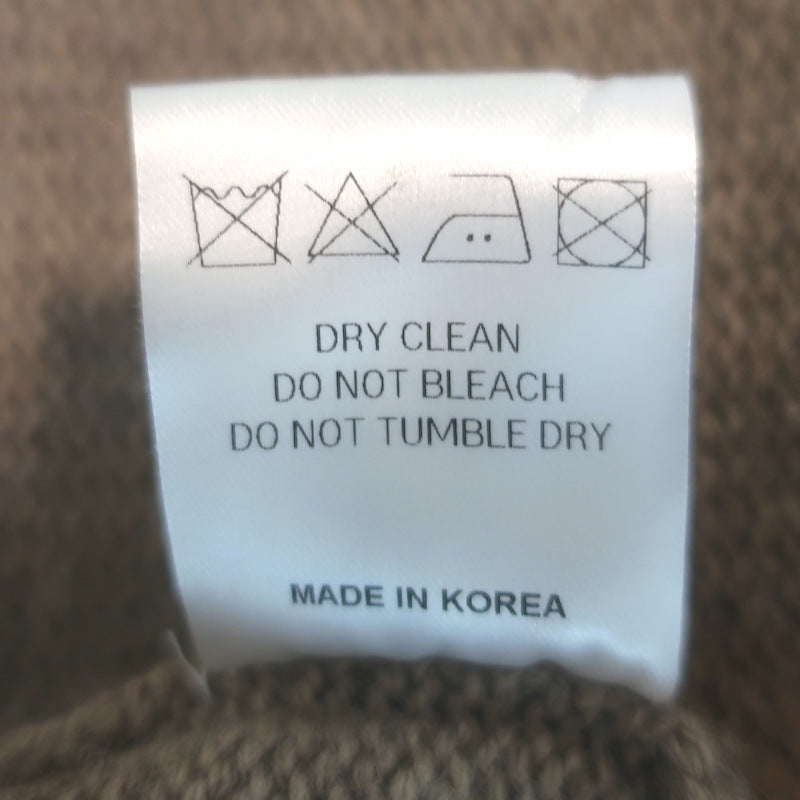 DRY CLEAN
DO NOT BLEACH
DO NOT TUMBLE DRY
MADE IN KOREA